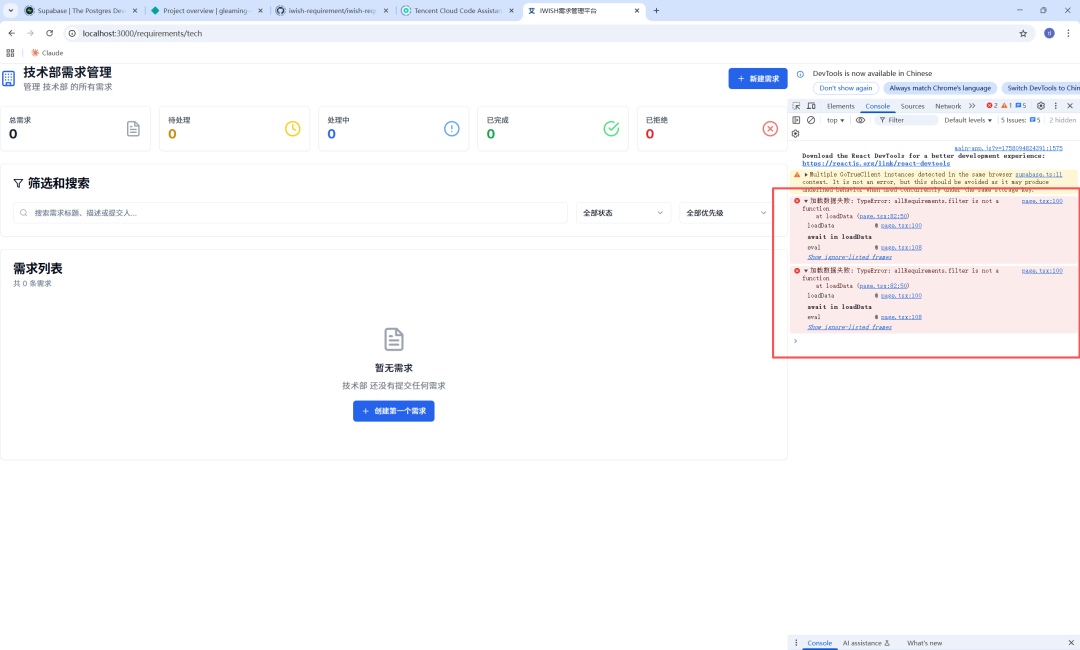 Supabase | The Postgres De
Project overview | gleaming
iwish-requirement/iwish-req
Tencent Cloud Code Assistan
IWISH需求管理平台
localhost:3000/requirements/tech
Claude
技术部需求管理
管理 技术部 的所有需求
新建需求
总需求
0
待处理
0
处理中
0
已完成
0
已拒绝
0
筛选和搜索
搜索需求标题、描述或提交人...
全部状态
全部优先级
需求列表
共 0 条需求
暂无需求
技术部 还没有提交任何需求
创建第一个需求
DevTools is now available in Chinese
Don't show again
Always match Chrome's language
Switch DevTools to Chin
Elements
Console
Sources
Network
2
1
5
top
Filter
Default levels
5 Issues:
5
2 hidden
main-app.js?v=1758094824391:1575
Download the React DevTools for a better development experience:
https://reactjs.org/link/react-devtools
Multiple GoTrueClient instances detected in the same browser supabase.ts:11
context. It is not an error, but this should be avoided as it may produce
undefined behavior when used concurrently under the same storage key.
加载数据失败: TypeError: allRequirements.filter is not a page.tsx:100
function
at loadData (page.tsx:82:50)
loadData @ page.tsx:100
await in loadData
eval @ page.tsx:108
Show ignore-listed frames
加载数据失败: TypeError: allRequirements.filter is not a page.tsx:100
function
at loadData (page.tsx:82:50)
loadData @ page.tsx:100
await in loadData
eval @ page.tsx:108
Show ignore-listed frames
Console
AI assistance
What's new